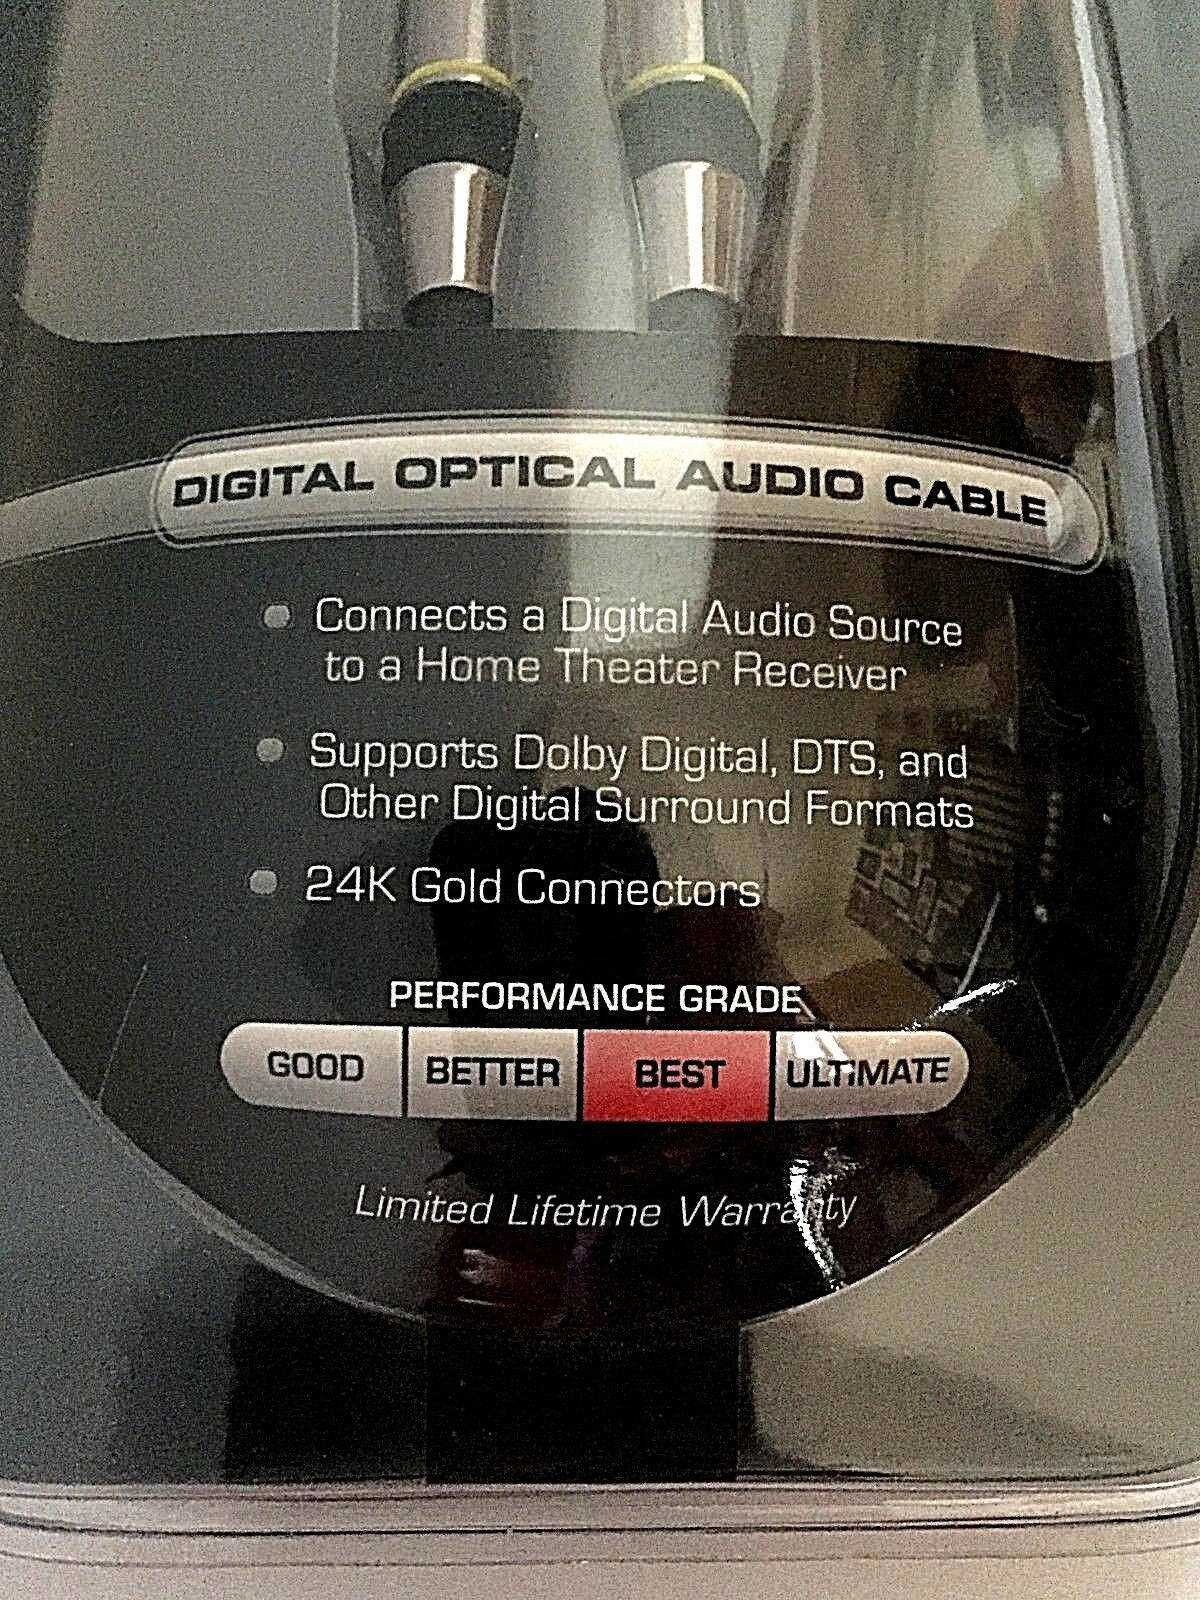 DIGITAL OPTICAL AUDIO CABLE
Connects a Digital Audio Source
to a Home Theater Receiver
Supports Dolby Digital, DTS, and
Other Digital Surround Formats
24K Gold Connectors
PERFORMANCE GRADE
GOOD BETTER BEST ULTIMATE
Limited Lifetime Warranty